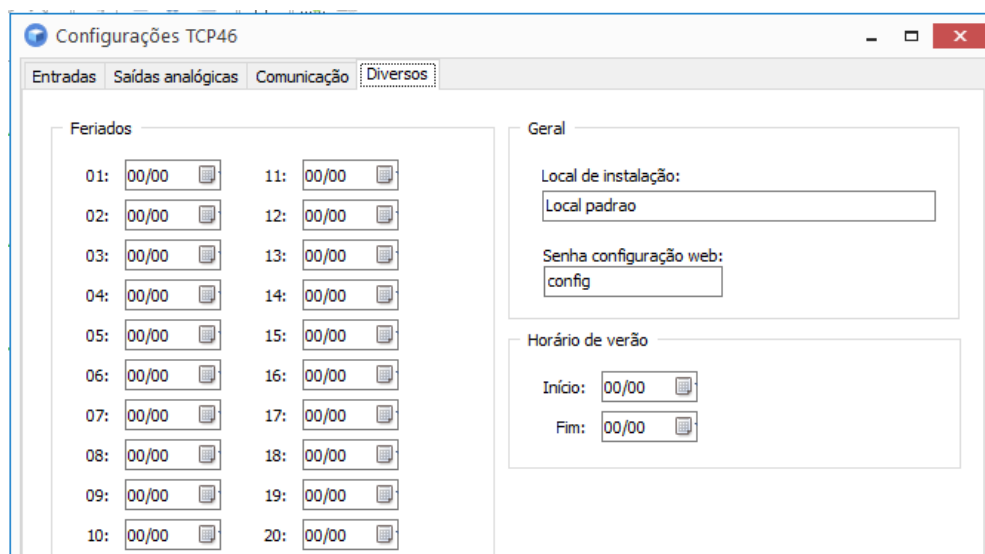 Configurações TCP46
Entradas Saídas analógicas Comunicação Diversos
Feriados
01: 00/00 11: 00/00
02: 00/00 12: 00/00
03: 00/00 13: 00/00
04: 00/00 14: 00/00
05: 00/00 15: 00/00
06: 00/00 16: 00/00
07: 00/00 17: 00/00
08: 00/00 18: 00/00
09: 00/00 19: 00/00
10: 00/00 20: 00/00
Geral
Local de instalação:
Local padrao
Senha configuração web:
config
Horário de verão
Início: 00/00
Fim: 00/00